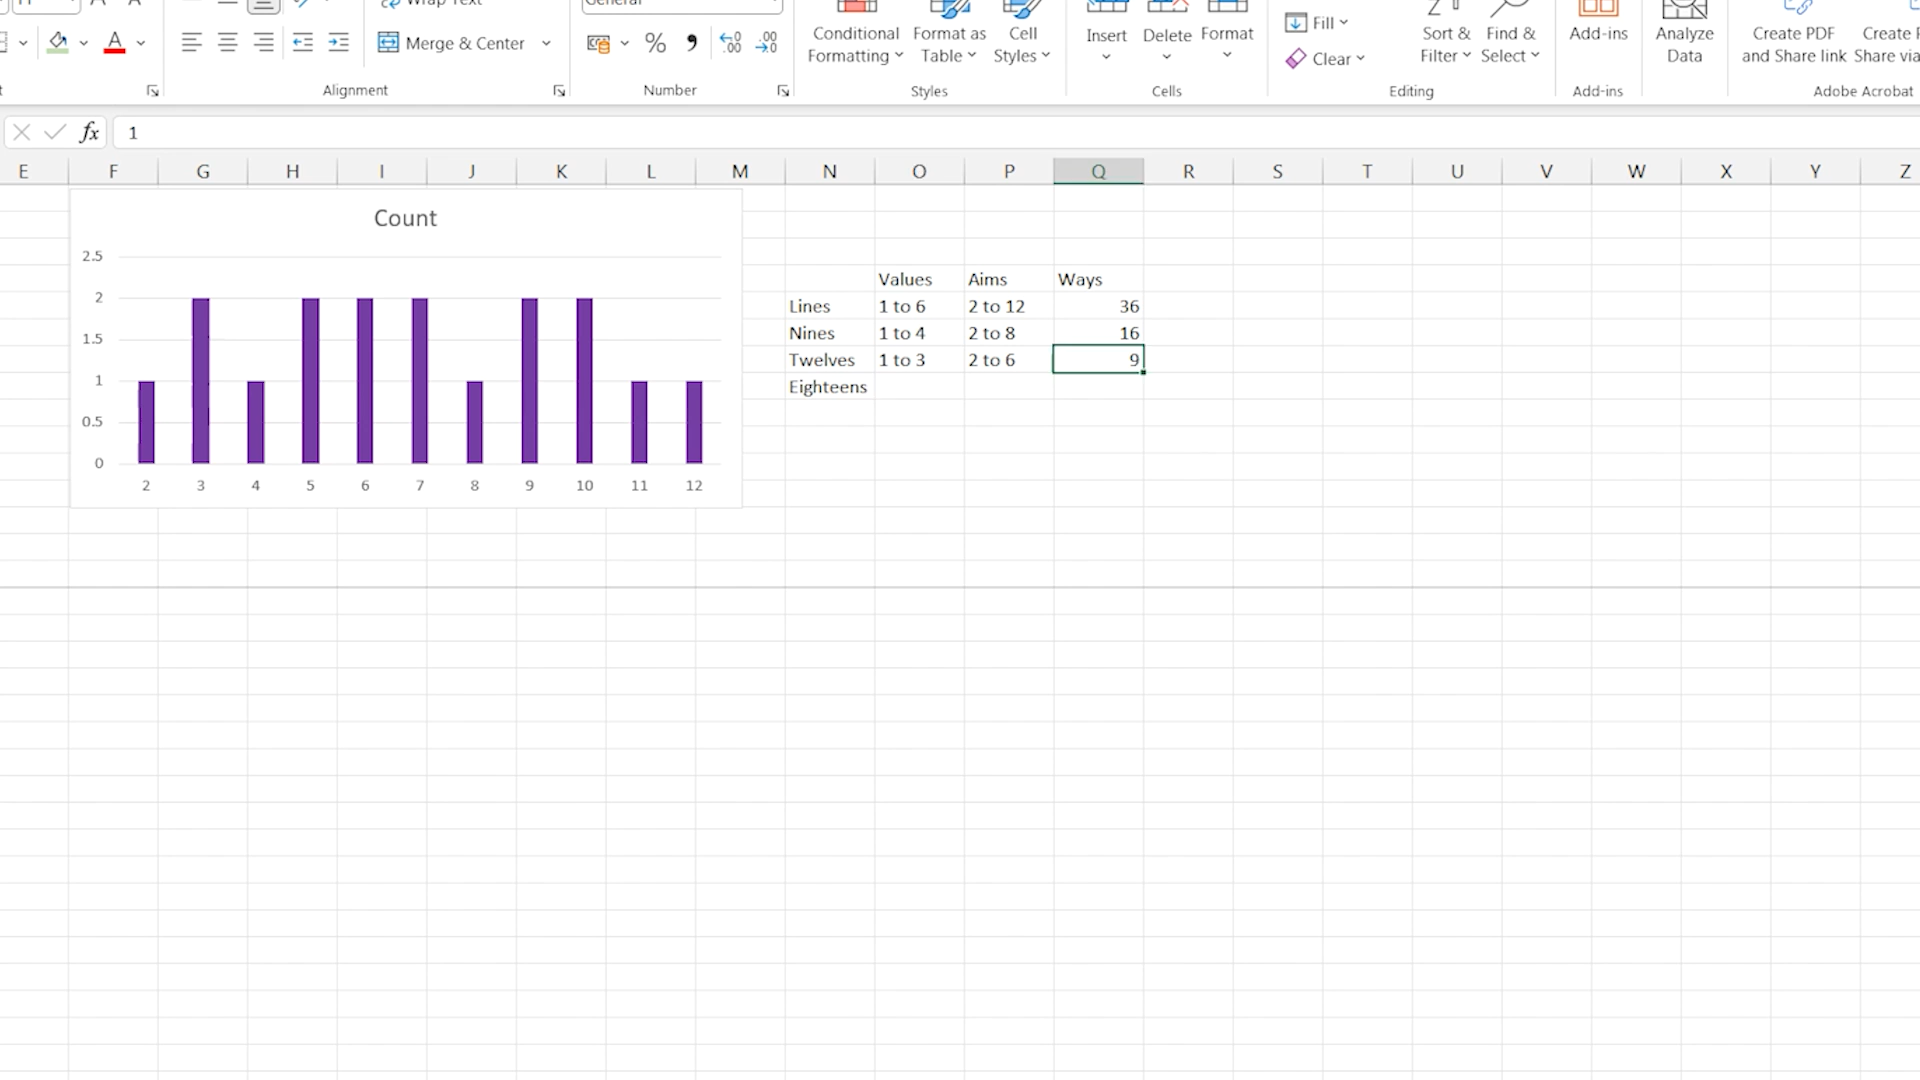 Merge & Center
Conditional Formatting
Format as Table
Cell Styles
Insert
Delete
Format
Fill
Clear
Sort & Filter
Find & Select
Add-ins
Analyze Data
Create PDF and Share link
Share via
Alignment
Number
Styles
Cells
Editing
Add-ins
Adobe Acrobat
fx 1
E F G H I J K L M N O P Q R S T U V W X Y Z
Count
2.5
2
1.5
1
0.5
0
2 3 4 5 6 7 8 9 10 11 12
Values Aims Ways
Lines 1 to 6 2 to 12 36
Nines 1 to 4 2 to 8 16
Twelves 1 to 3 2 to 6 9
Eighteens